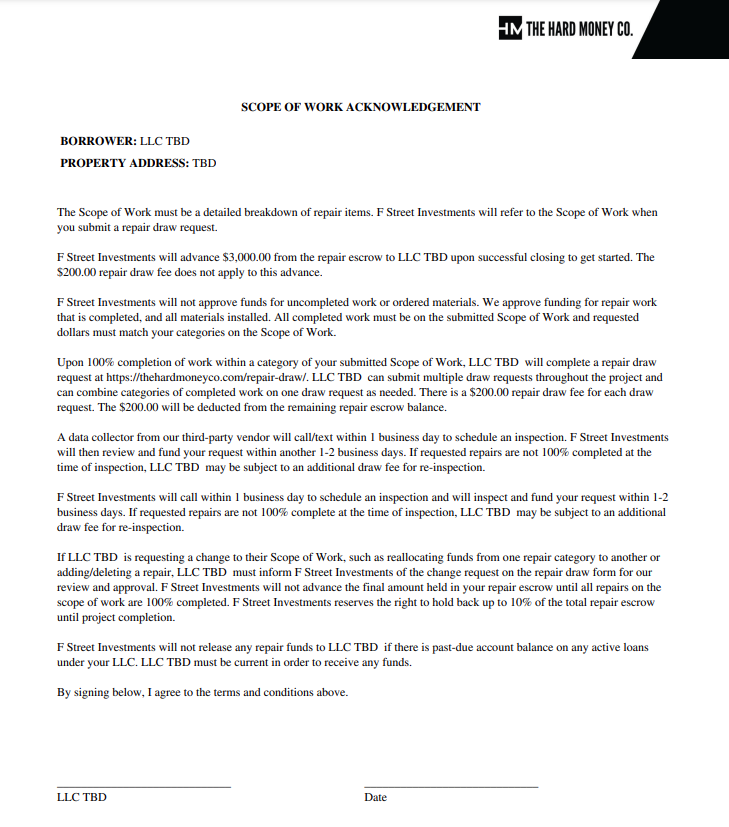 HM THE HARD MONEY CO.
SCOPE OF WORK ACKNOWLEDGEMENT
BORROWER: LLC TBD
PROPERTY ADDRESS: TBD
The Scope of Work must be a detailed breakdown of repair items. F Street Investments will refer to the Scope of Work when
you submit a repair draw request.
F Street Investments will advance $3,000.00 from the repair escrow to LLC TBD upon successful closing to get started. The
$200.00 repair draw fee does not apply to this advance.
F Street Investments will not approve funds for uncompleted work or ordered materials. We approve funding for repair work
that is completed, and all materials installed. All completed work must be on the submitted Scope of Work and requested
dollars must match your categories on the Scope of Work.
Upon 100% completion of work within a category of your submitted Scope of Work, LLC TBD will complete a repair draw
request at https://thehardmoneyco.com/repair-draw/. LLC TBD can submit multiple draw requests throughout the project and
can combine categories of completed work on one draw request as needed. There is a $200.00 repair draw fee for each draw
request. The $200.00 will be deducted from the remaining repair escrow balance.
A data collector from our third-party vendor will call/text within 1 business day to schedule an inspection. F Street Investments
will then review and fund your request within another 1-2 business days. If requested repairs are not 100% completed at the
time of inspection, LLC TBD may be subject to an additional draw fee for re-inspection.
F Street Investments will call within 1 business day to schedule an inspection and will inspect and fund your request within 1-2
business days. If requested repairs are not 100% complete at the time of inspection, LLC TBD may be subject to an additional
draw fee for re-inspection.
If LLC TBD is requesting a change to their Scope of Work, such as reallocating funds from one repair category to another or
adding/deleting a repair, LLC TBD must inform F Street Investments of the change request on the repair draw form for our
review and approval. F Street Investments will not advance the final amount held in your repair escrow until all repairs on the
scope of work are 100% completed. F Street Investments reserves the right to hold back up to 10% of the total repair escrow
until project completion.
F Street Investments will not release any repair funds to LLC TBD if there is past-due account balance on any active loans
under your LLC. LLC TBD must be current in order to receive any funds.
By signing below, I agree to the terms and conditions above.
LLC TBD
Date